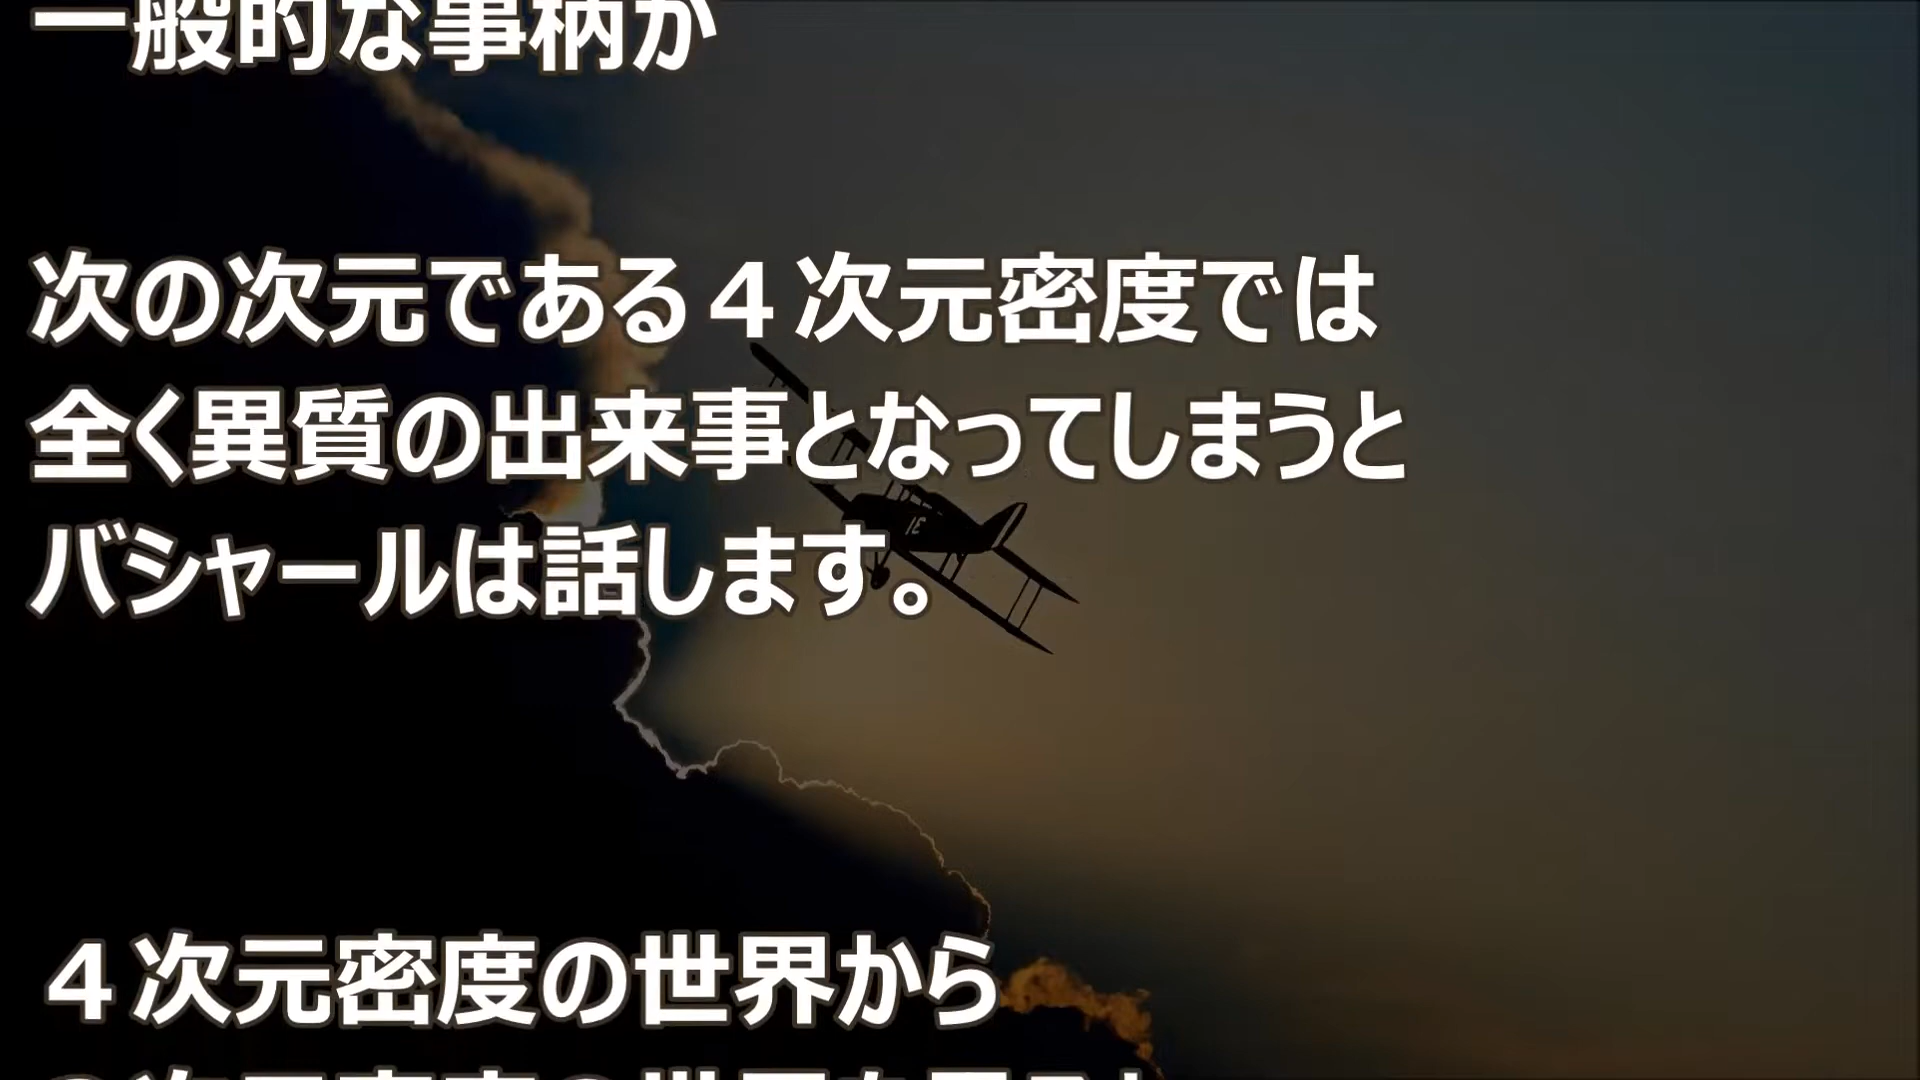 一般的な事柄が
次の次元である４次元密度では
全く異質の出来事となってしまうと
バシャールは話します。
４次元密度の世界から